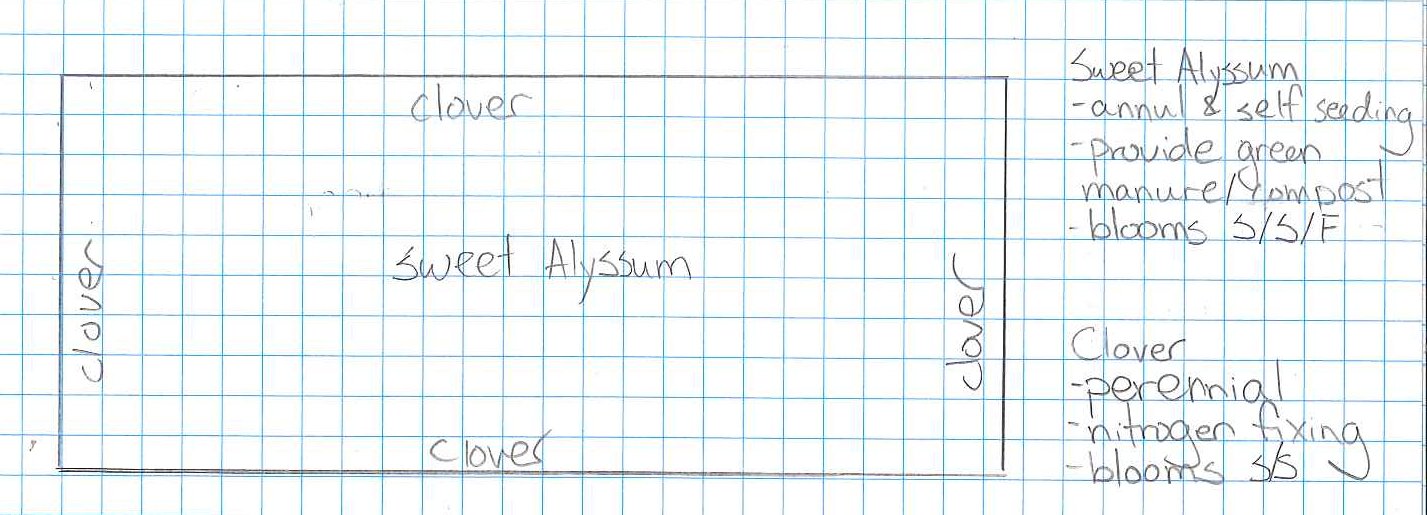 clover
Sweet Alyssum
clover
clover
clover
Sweet Alyssum
-annul & self seeding
-provide green
manure/compost
-blooms S/S/F
Clover
-perennial
-nitrogen fixing
-blooms S/S